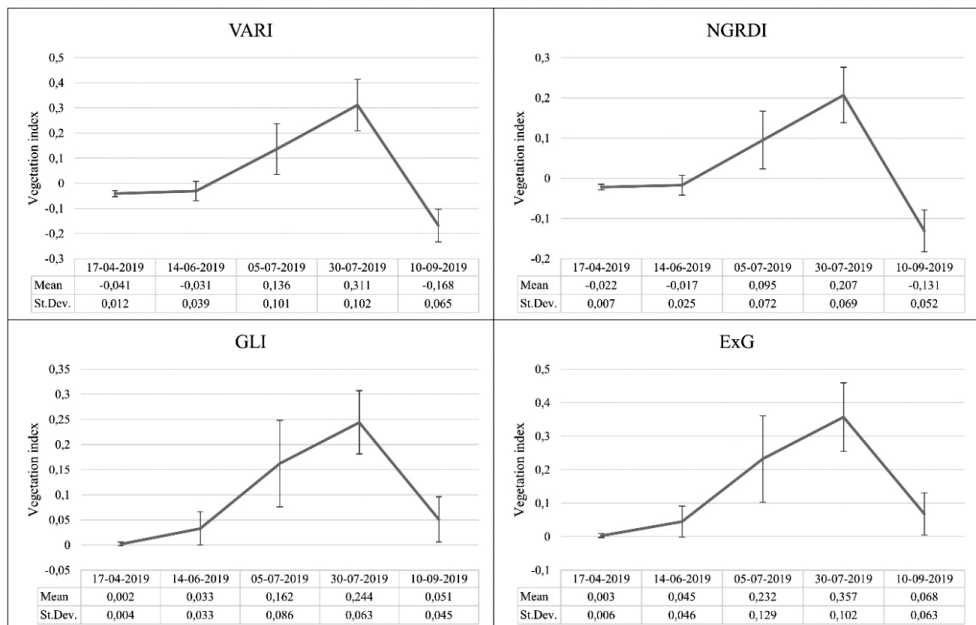 VARI
Vegetation index
0,5
0,4
0,3
0,2
0,1
0
-0,1
-0,2
-0,3
17-04-2019 14-06-2019 05-07-2019 30-07-2019 10-09-2019
Mean -0,041 -0,031 0,136 0,311 -0,168
St.Dev. 0,012 0,039 0,101 0,102 0,065
NGRDI
Vegetation index
0,3
0,2
0,1
0
-0,1
-0,2
17-04-2019 14-06-2019 05-07-2019 30-07-2019 10-09-2019
Mean -0,022 -0,017 0,095 0,207 -0,131
St.Dev. 0,007 0,025 0,072 0,069 0,052
GLI
Vegetation index
0,35
0,3
0,25
0,2
0,15
0,1
0,05
0
-0,05
17-04-2019 14-06-2019 05-07-2019 30-07-2019 10-09-2019
Mean 0,002 0,033 0,162 0,244 0,051
St.Dev. 0,004 0,033 0,086 0,063 0,045
ExG
Vegetation index
0,5
0,4
0,3
0,2
0,1
0
-0,1
17-04-2019 14-06-2019 05-07-2019 30-07-2019 10-09-2019
Mean 0,003 0,045 0,232 0,357 0,068
St.Dev. 0,006 0,046 0,129 0,102 0,063